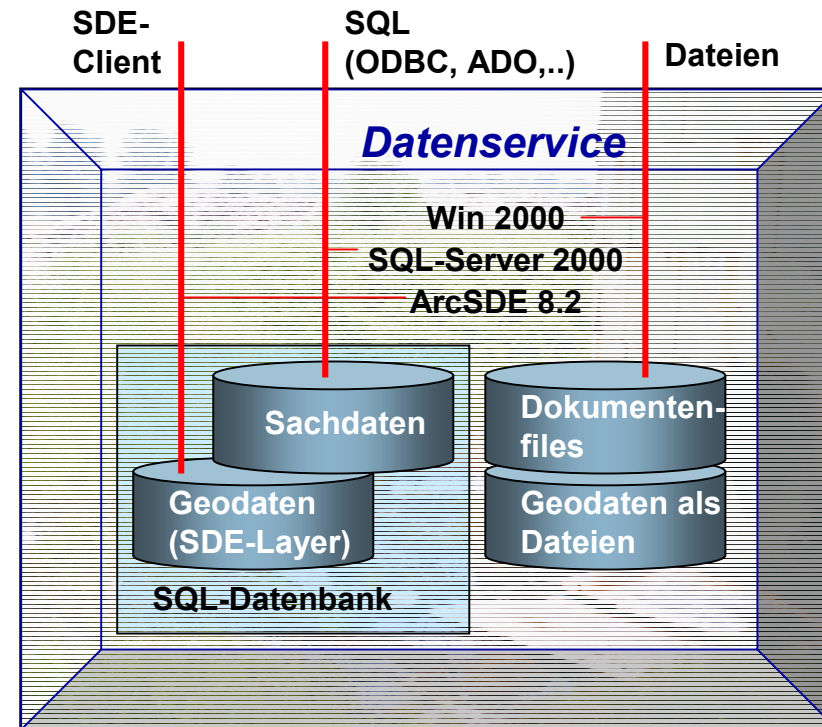 SDE-
Client
SQL
(ODBC, ADO,..)
Dateien
Datenservice
Win 2000
SQL-Server 2000
ArcSDE 8.2
Sachdaten
Dokumenten-
files
Geodaten
(SDE-Layer)
Geodaten als
Dateien
SQL-Datenbank